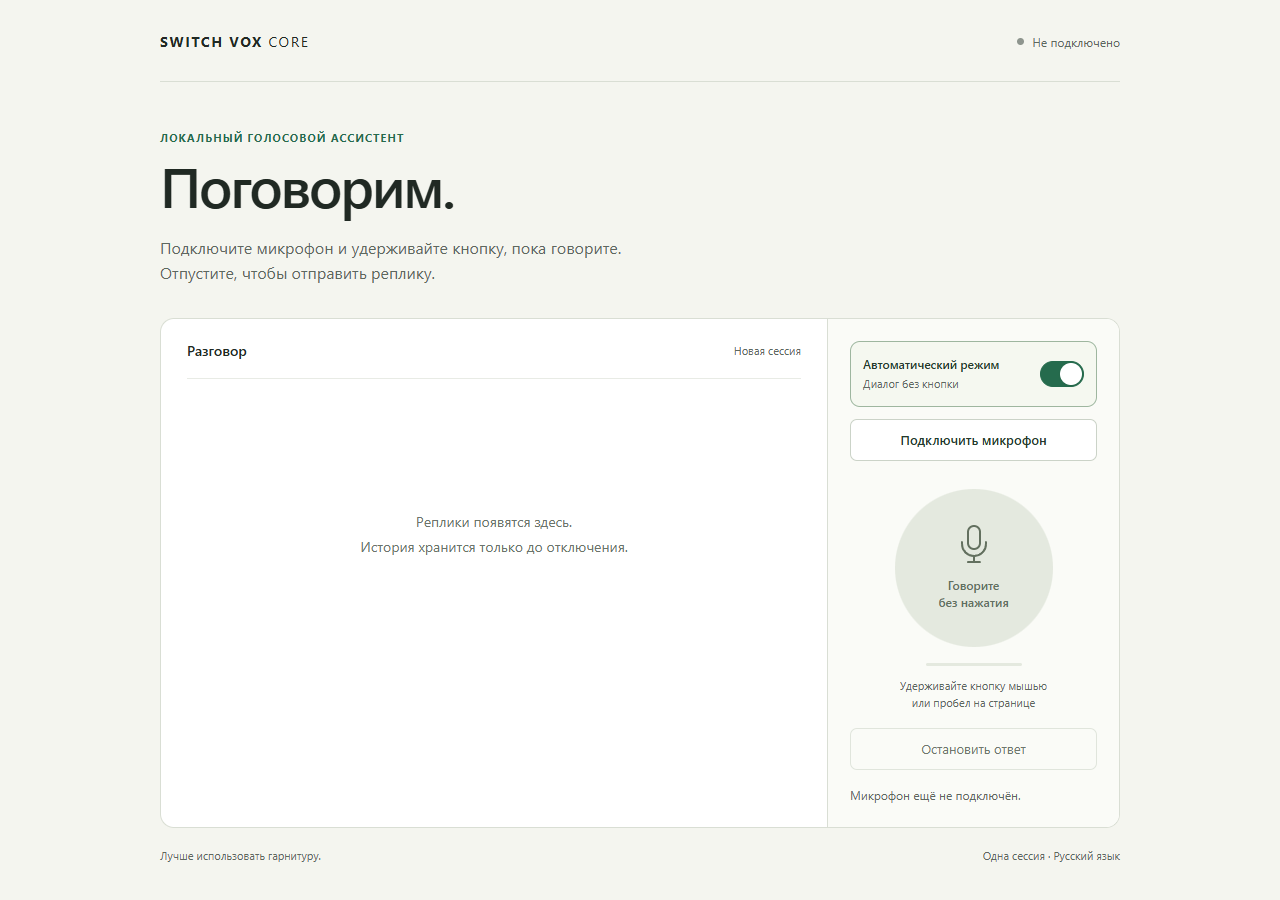 SWITCH VOX CORE
Не подключено
ЛОКАЛЬНЫЙ ГОЛОСОВОЙ АССИСТЕНТ
Поговорим.
Подключите микрофон и удерживайте кнопку, пока говорите.
Отпустите, чтобы отправить реплику.
Разговор
Новая сессия
Реплики появятся здесь.
История хранится только до отключения.
Автоматический режим
Диалог без кнопки
Подключить микрофон
Говорите
без нажатия
Удерживайте кнопку мышью
или пробел на странице
Остановить ответ
Микрофон ещё не подключён.
Лучше использовать гарнитуру.
Одна сессия · Русский язык